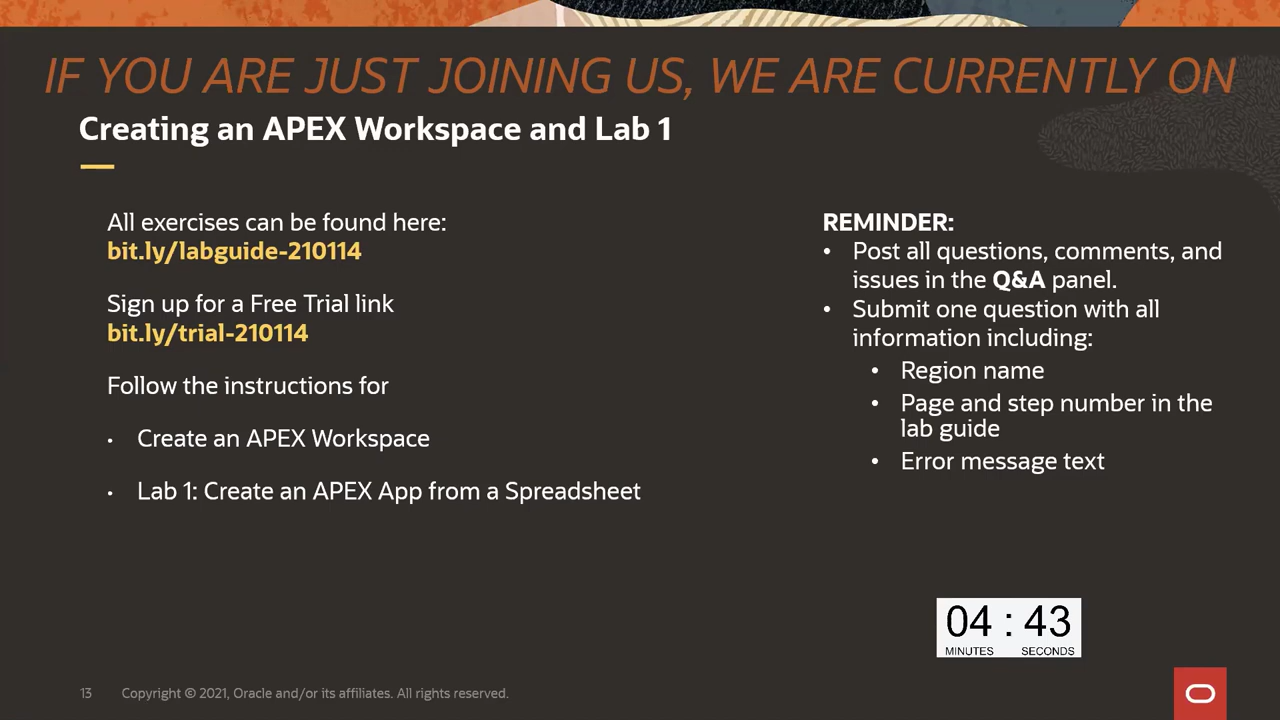 IF YOU ARE JUST JOINING US, WE ARE CURRENTLY ON
Creating an APEX Workspace and Lab 1
All exercises can be found here:
bit.ly/labguide-210114
Sign up for a Free Trial link
bit.ly/trial-210114
Follow the instructions for
• Create an APEX Workspace
• Lab 1: Create an APEX App from a Spreadsheet
REMINDER:
• Post all questions, comments, and
issues in the Q&A panel.
• Submit one question with all
information including:
• Region name
• Page and step number in the
lab guide
• Error message text
04 : 43
MINUTES SECONDS
13 Copyright © 2021, Oracle and/or its affiliates. All rights reserved.